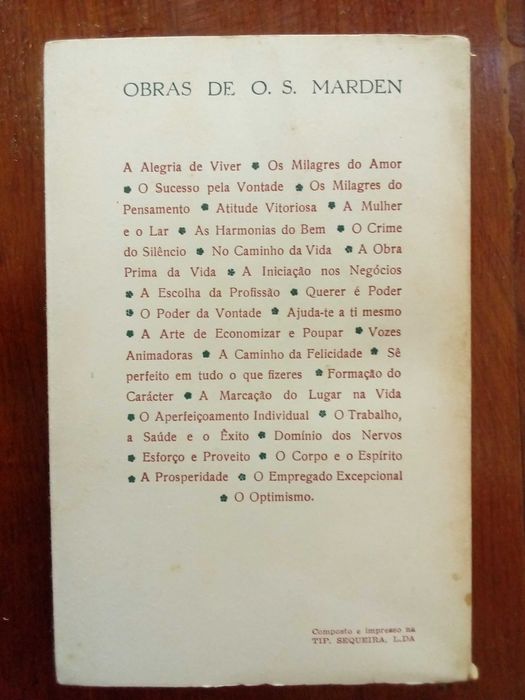 OBRAS DE O. S. MARDEN
A Alegria de Viver ● Os Milagres do Amor
● O Sucesso pela Vontade ● Os Milagres do
Pensamento ● Atitude Vitoriosa ● A Mulher
e o Lar ● As Harmonias do Bem ● O Crime
do Silêncio ● No Caminho da Vida ● A Obra
Prima da Vida ● A Iniciação nos Negócios
● A Escolha da Profissão ● Querer é Poder
● O Poder da Vontade ● Ajuda-te a ti mesmo
● A Arte de Economizar e Poupar ● Vozes
Animadoras ● A Caminho da Felicidade ● Sê
perfeito em tudo o que fizeres ● Formação do
Carácter ● A Marcação do Lugar na Vida
● O Aperfeiçoamento Individual ● O Trabalho,
a Saúde e o Êxito ● Domínio dos Nervos
● Esforço e Proveito ● O Corpo e o Espírito
● A Prosperidade ● O Empregado Excepcional
● O Optimismo.
Composto e impresso na
TIP. SEQUEIRA, L.DA